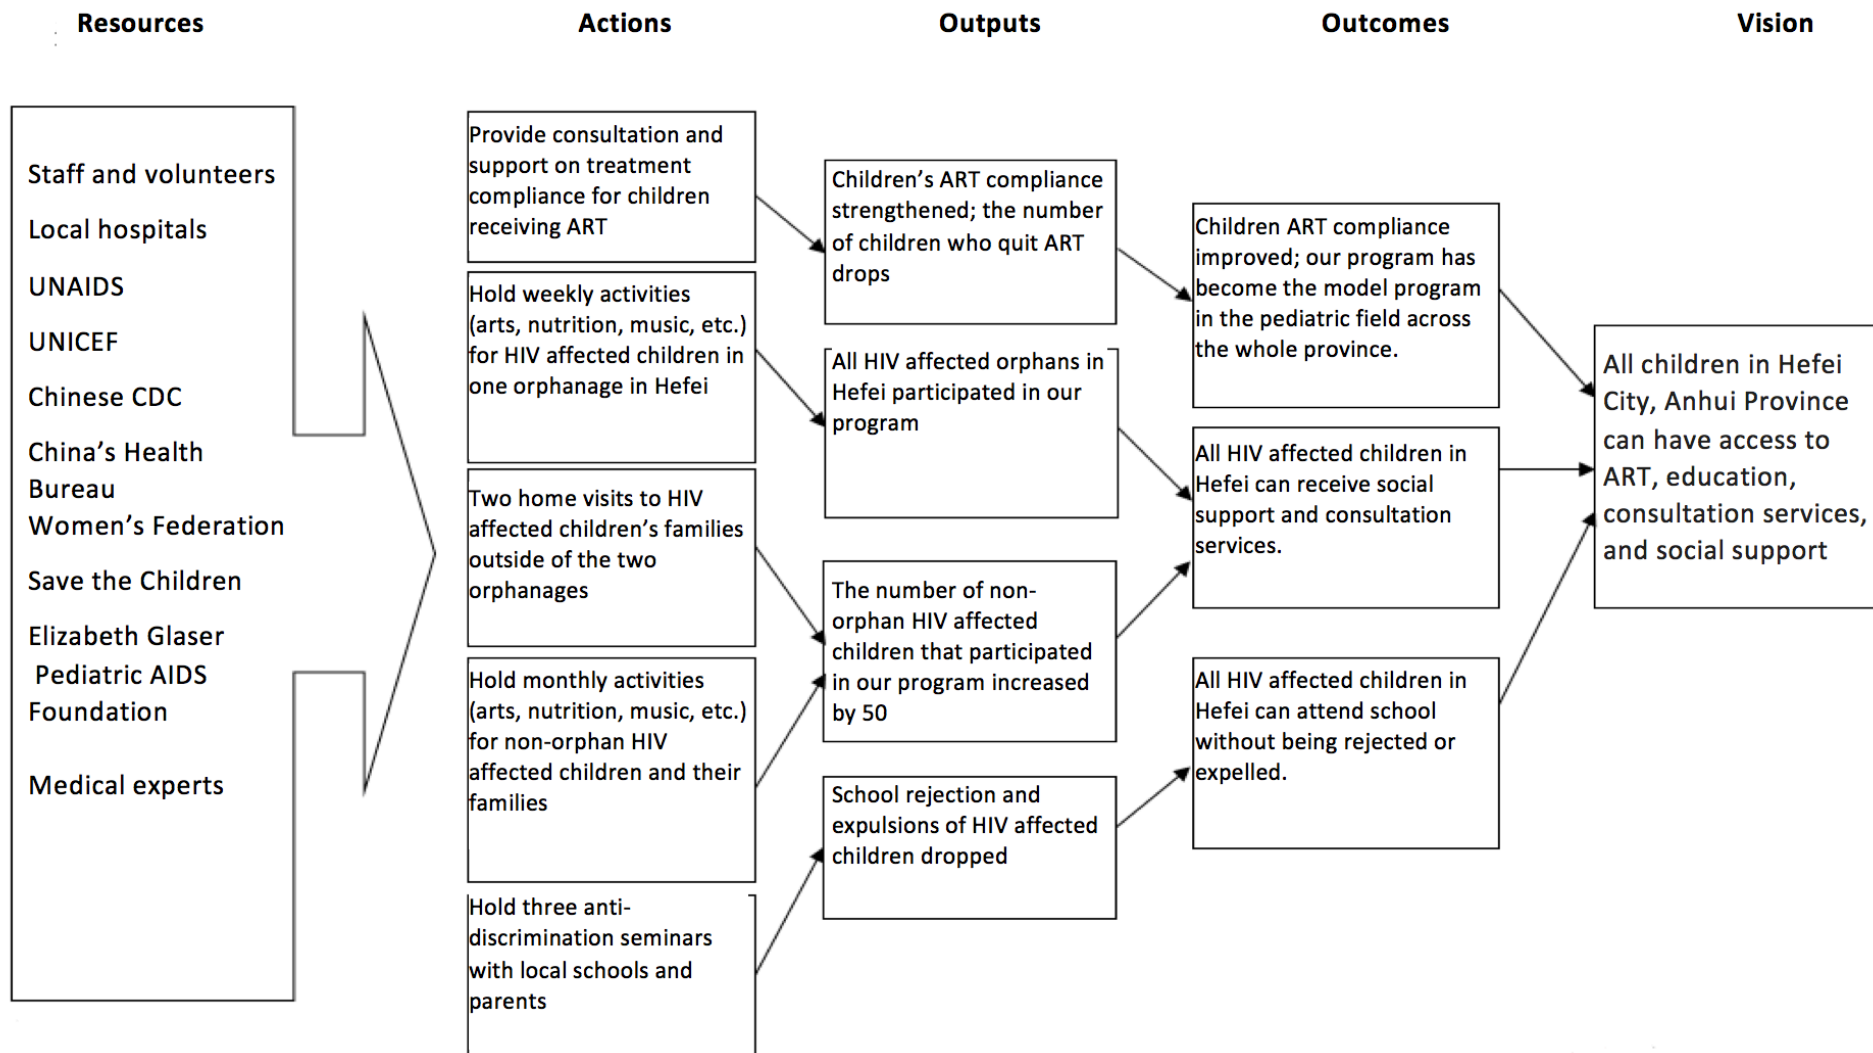 Resources
Actions
Outputs
Outcomes
Vision
Staff and volunteers
Local hospitals
UNAIDS
UNICEF
Chinese CDC
China’s Health
Bureau
Women’s Federation
Save the Children
Elizabeth Glaser
Pediatric AIDS
Foundation
Medical experts
Provide consultation and
support on treatment
compliance for children
receiving ART
Hold weekly activities
(arts, nutrition, music, etc.)
for HIV affected children in
one orphanage in Hefei
Two home visits to HIV
affected children’s families
outside of the two
orphanages
Hold monthly activities
(arts, nutrition, music, etc.)
for non-orphan HIV
affected children and their
families
Hold three anti-
discrimination seminars
with local schools and
parents
Children’s ART compliance
strengthened; the number
of children who quit ART
drops
All HIV affected orphans in
Hefei participated in our
program
The number of non-
orphan HIV affected
children that participated
in our program increased
by 50
School rejection and
expulsions of HIV affected
children dropped
Children ART compliance
improved; our program has
become the model program
in the pediatric field across
the whole province.
All HIV affected children in
Hefei can receive social
support and consultation
services.
All HIV affected children in
Hefei can attend school
without being rejected or
expelled.
All children in Hefei
City, Anhui Province
can have access to
ART, education,
consultation services,
and social support